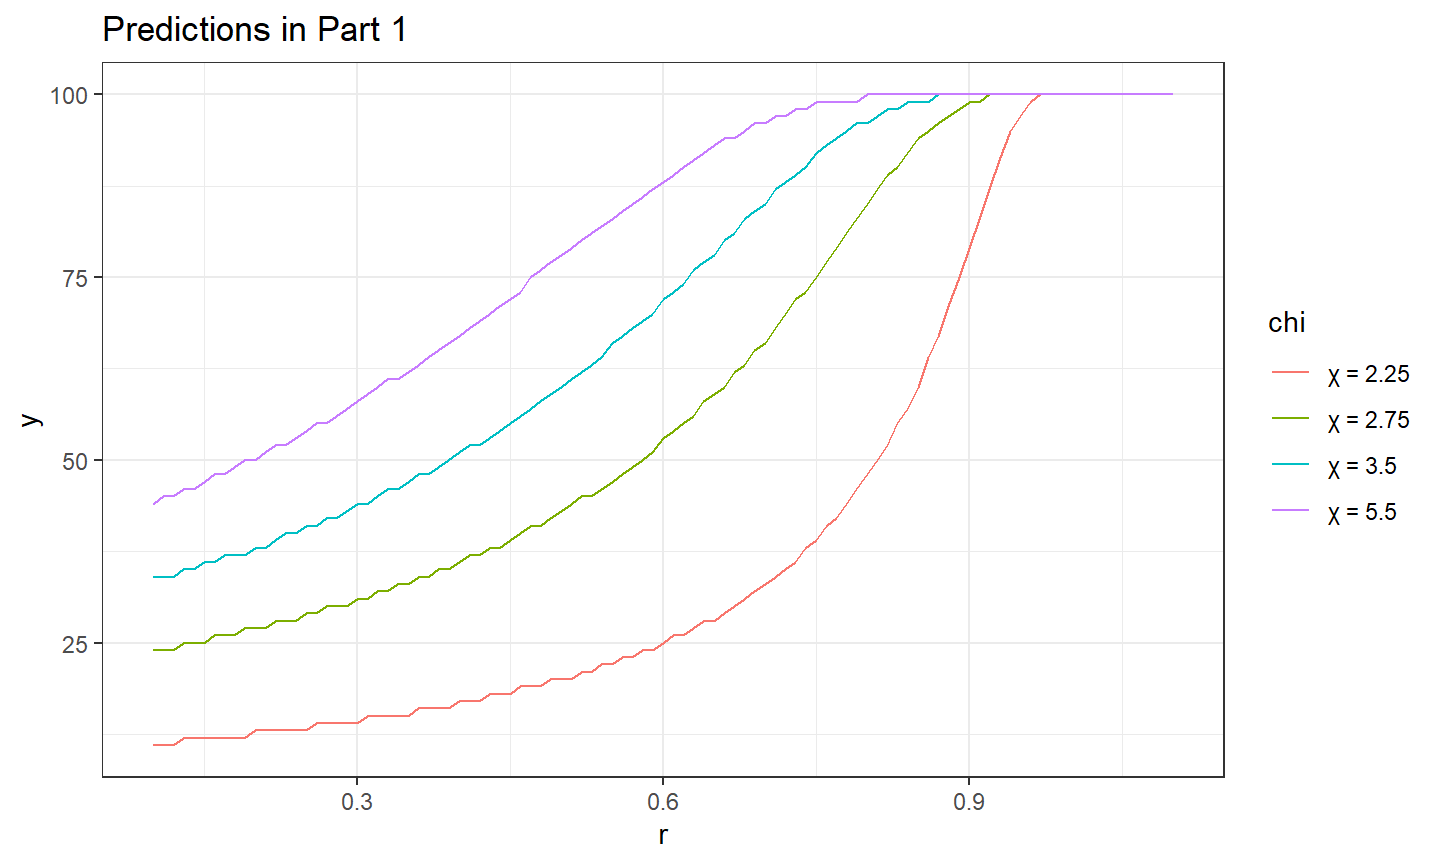 Predictions in Part 1
100
75
50
25
y
0.3 0.6 0.9
r
chi
χ = 2.25
χ = 2.75
χ = 3.5
χ = 5.5